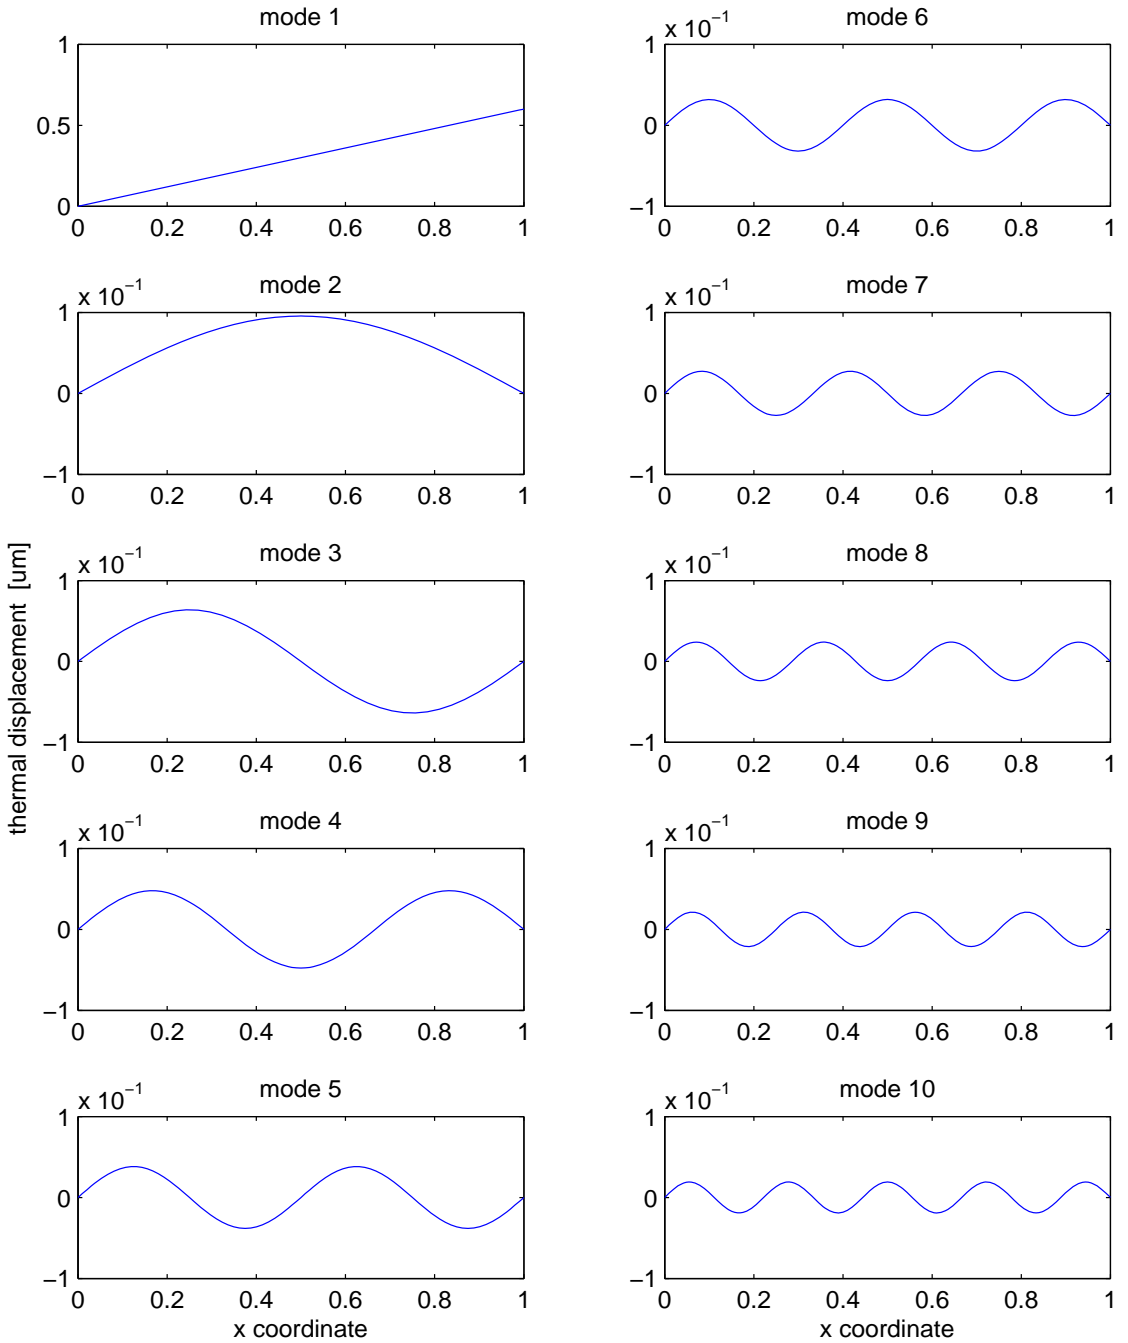 mode 1
1
0.5
0
0 0.2 0.4 0.6 0.8 1
mode 2
x 10⁻¹
1
0
−1
0 0.2 0.4 0.6 0.8 1
mode 3
x 10⁻¹
1
0
−1
0 0.2 0.4 0.6 0.8 1
thermal displacement [um]
mode 4
x 10⁻¹
1
0
−1
0 0.2 0.4 0.6 0.8 1
mode 5
x 10⁻¹
1
0
−1
0 0.2 0.4 0.6 0.8 1
x coordinate
mode 6
x 10⁻¹
1
0
−1
0 0.2 0.4 0.6 0.8 1
mode 7
x 10⁻¹
1
0
−1
0 0.2 0.4 0.6 0.8 1
mode 8
x 10⁻¹
1
0
−1
0 0.2 0.4 0.6 0.8 1
mode 9
x 10⁻¹
1
0
−1
0 0.2 0.4 0.6 0.8 1
mode 10
x 10⁻¹
1
0
−1
0 0.2 0.4 0.6 0.8 1
x coordinate